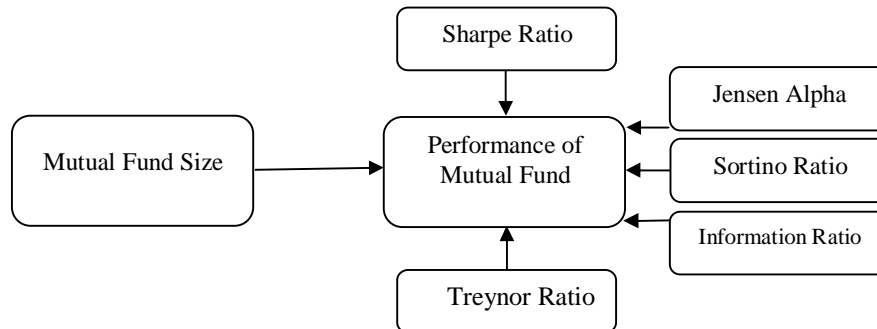 Sharpe Ratio
Jensen Alpha
Mutual Fund Size
Performance of
Mutual Fund
Sortino Ratio
Information Ratio
Treynor Ratio